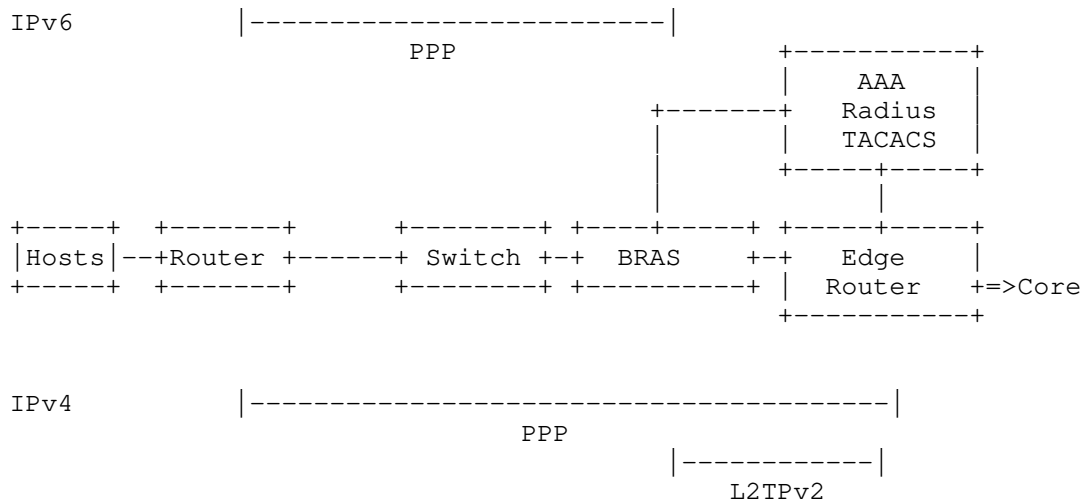 IPv6 |---------------------------|
PPP
+-----------+
| AAA |
+-------+ Radius |
| | TACACS |
| +-----+-----+
| |
+-----+ +-------+ +--------+ +----+------+ +-----+-----+
|Hosts|--+Router +------+ Switch +-+ BRAS +-+ Edge |
+-----+ +-------+ +--------+ +-----------+ | Router +=>Core
+-----------+
IPv4 |----------------------------------------|
PPP
|------------|
L2TPv2